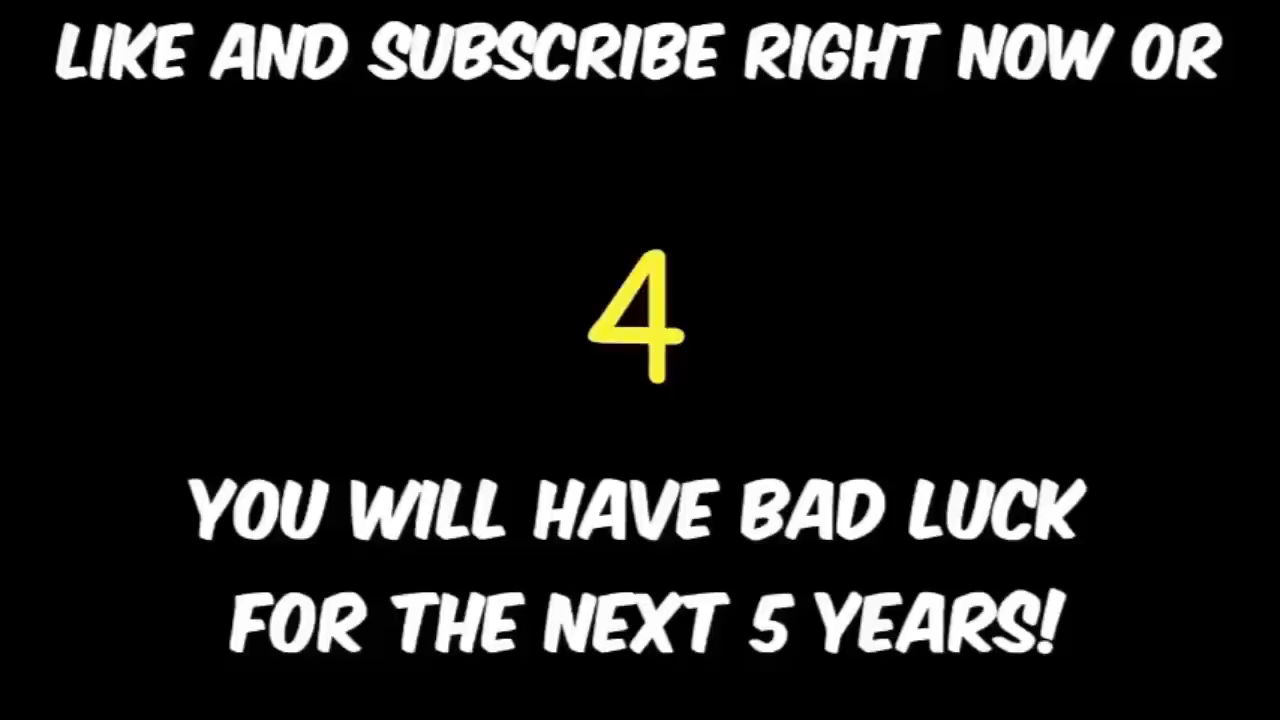 LIKE AND SUBSCRIBE RIGHT NOW OR
4
YOU WILL HAVE BAD LUCK
FOR THE NEXT 5 YEARS!